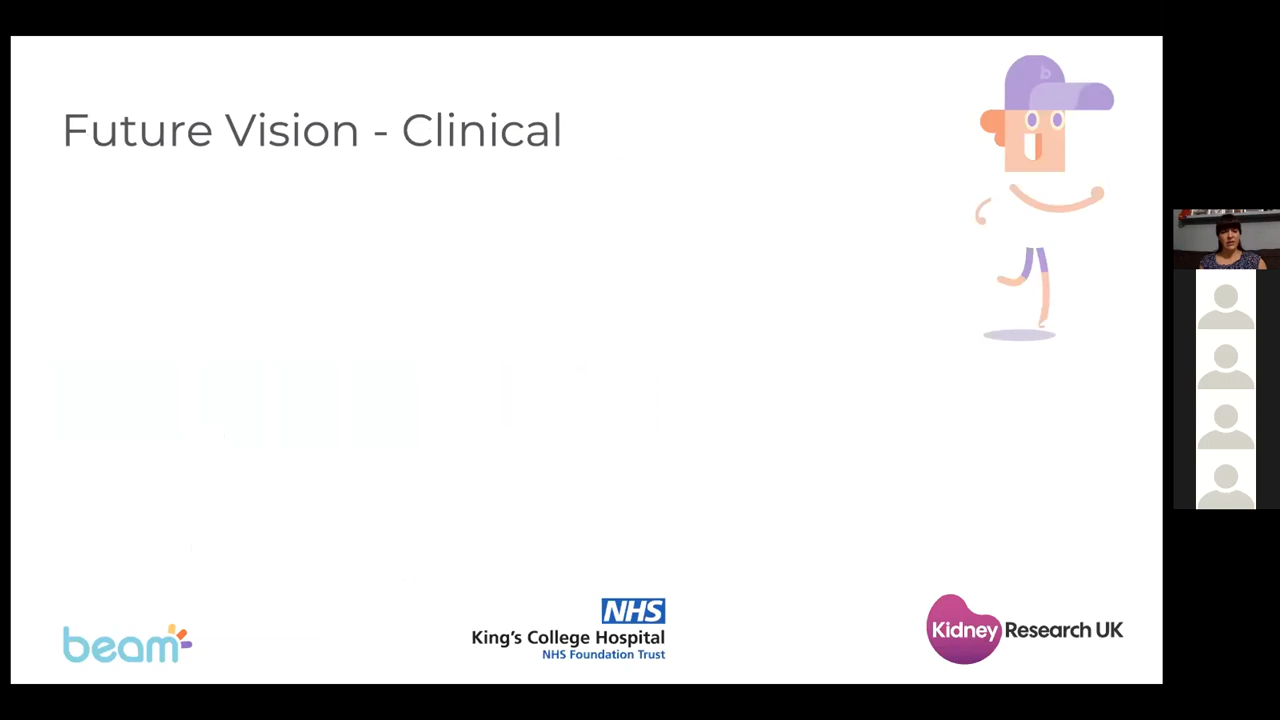 Future Vision - Clinical
b
beam
NHS
King's College Hospital
NHS Foundation Trust
Kidney Research UK